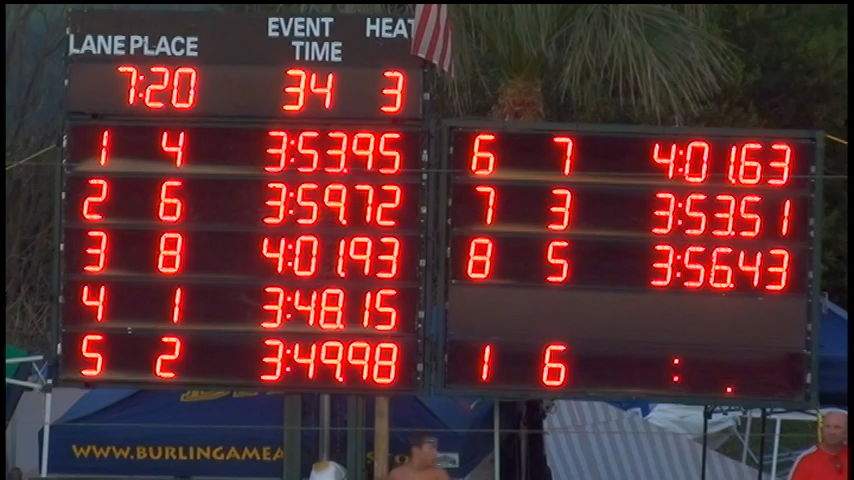 LANE PLACE EVENT TIME HEAT
7:20 34 3
1 4 3:53.95
2 6 3:59.72
3 8 4:01.93
4 1 3:48.15
5 2 3:49.98
6 7 4:01.63
7 3 3:53.51
8 5 3:56.43
1 6 : .
WWW.BURLINGAME